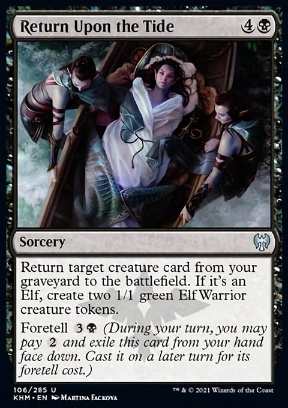 Return Upon the Tide 4
Sorcery
Return target creature card from your
graveyard to the battlefield. If it's an
Elf, create two 1/1 green Elf Warrior
creature tokens.
Foretell 3 (During your turn, you may
pay 2 and exile this card from your hand
face down. Cast it on a later turn for its
foretell cost.)
106/285 U
KHM • EN Martina Fačkova
™ & © 2021 Wizards of the Coast